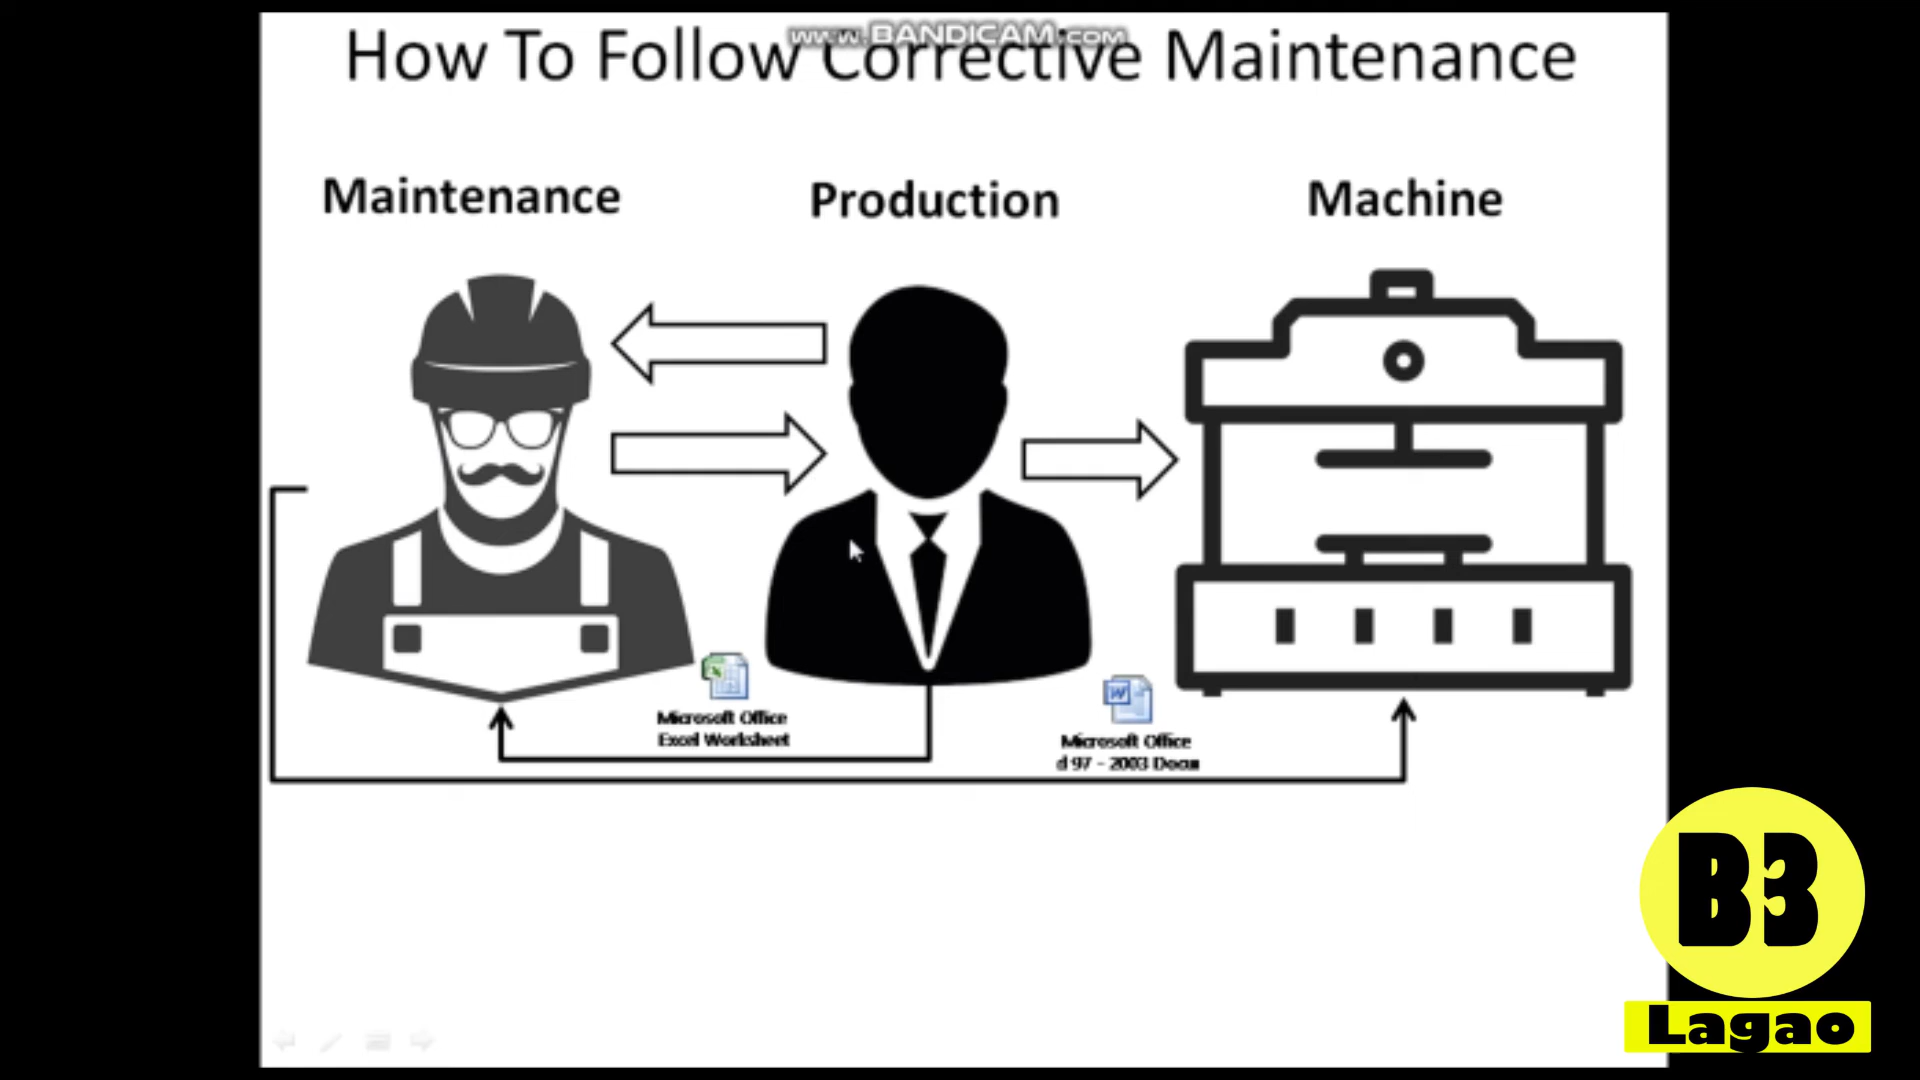 www.BANDICAM.com
How To Follow Corrective Maintenance
Maintenance
Production
Machine
Microsoft Office
Excel Worksheet
Microsoft Office
d 97 - 2003 Docu
B3
Lagao